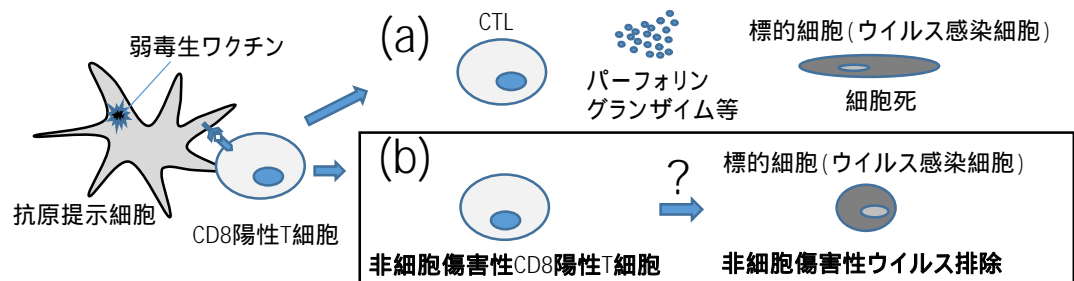 弱毒生ワクチン
抗原提示細胞
CD8陽性T細胞
(a)
CTL
パーフォリン
グランザイム等
標的細胞(ウイルス感染細胞)
細胞死
(b)
非細胞傷害性CD8陽性T細胞
?
標的細胞(ウイルス感染細胞)
非細胞傷害性ウイルス排除